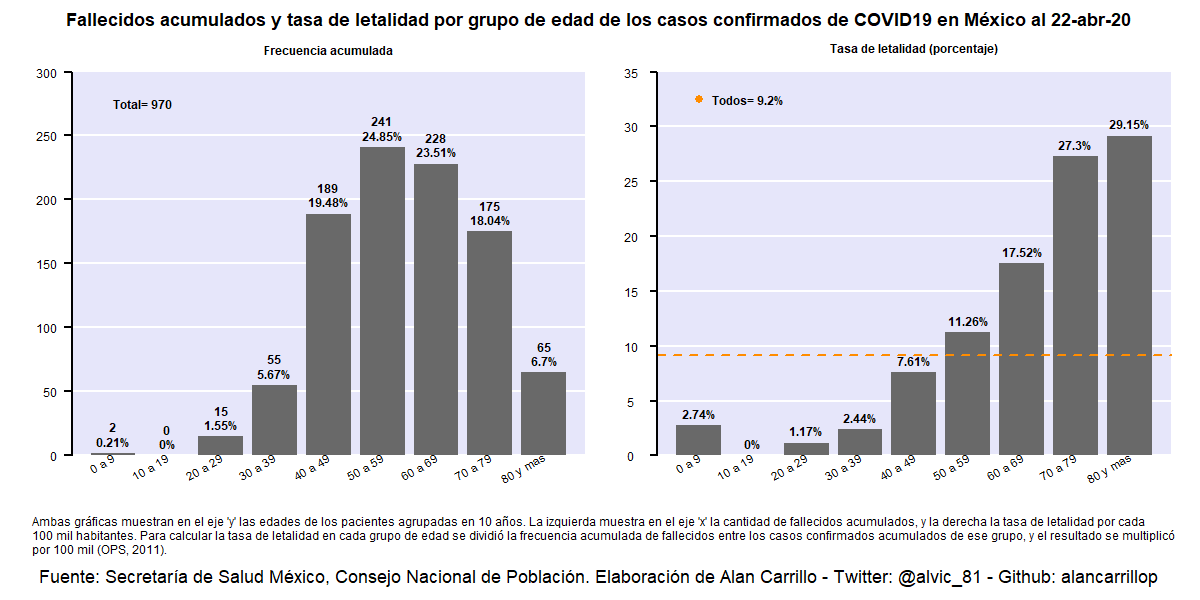 Fallecidos acumulados y tasa de letalidad por grupo de edad de los casos confirmados de COVID19 en México al 22-abr-20
Frecuencia acumulada
300
250
200
150
100
50
0
Total= 970
2
0.21%
0
0%
15
1.55%
55
5.67%
189
19.48%
241
24.85%
228
23.51%
175
18.04%
65
6.7%
0 a 9
10 a 19
20 a 29
30 a 39
40 a 49
50 a 59
60 a 69
70 a 79
80 y mas
Tasa de letalidad (porcentaje)
35
30
25
20
15
10
5
0
Todos= 9.2%
2.74%
0%
1.17%
2.44%
7.61%
11.26%
17.52%
27.3%
29.15%
0 a 9
10 a 19
20 a 29
30 a 39
40 a 49
50 a 59
60 a 69
70 a 79
80 y mas
Ambas gráficas muestran en el eje 'y' las edades de los pacientes agrupadas en 10 años. La izquierda muestra en el eje 'x' la cantidad de fallecidos acumulados, y la derecha la tasa de letalidad por cada
100 mil habitantes. Para calcular la tasa de letalidad en cada grupo de edad se dividió la frecuencia acumulada de fallecidos entre los casos confirmados acumulados de ese grupo, y el resultado se multiplicó
por 100 mil (OPS, 2011).
Fuente: Secretaría de Salud México, Consejo Nacional de Población. Elaboración de Alan Carrillo - Twitter: @alvic_81 - Github: alancarrillop